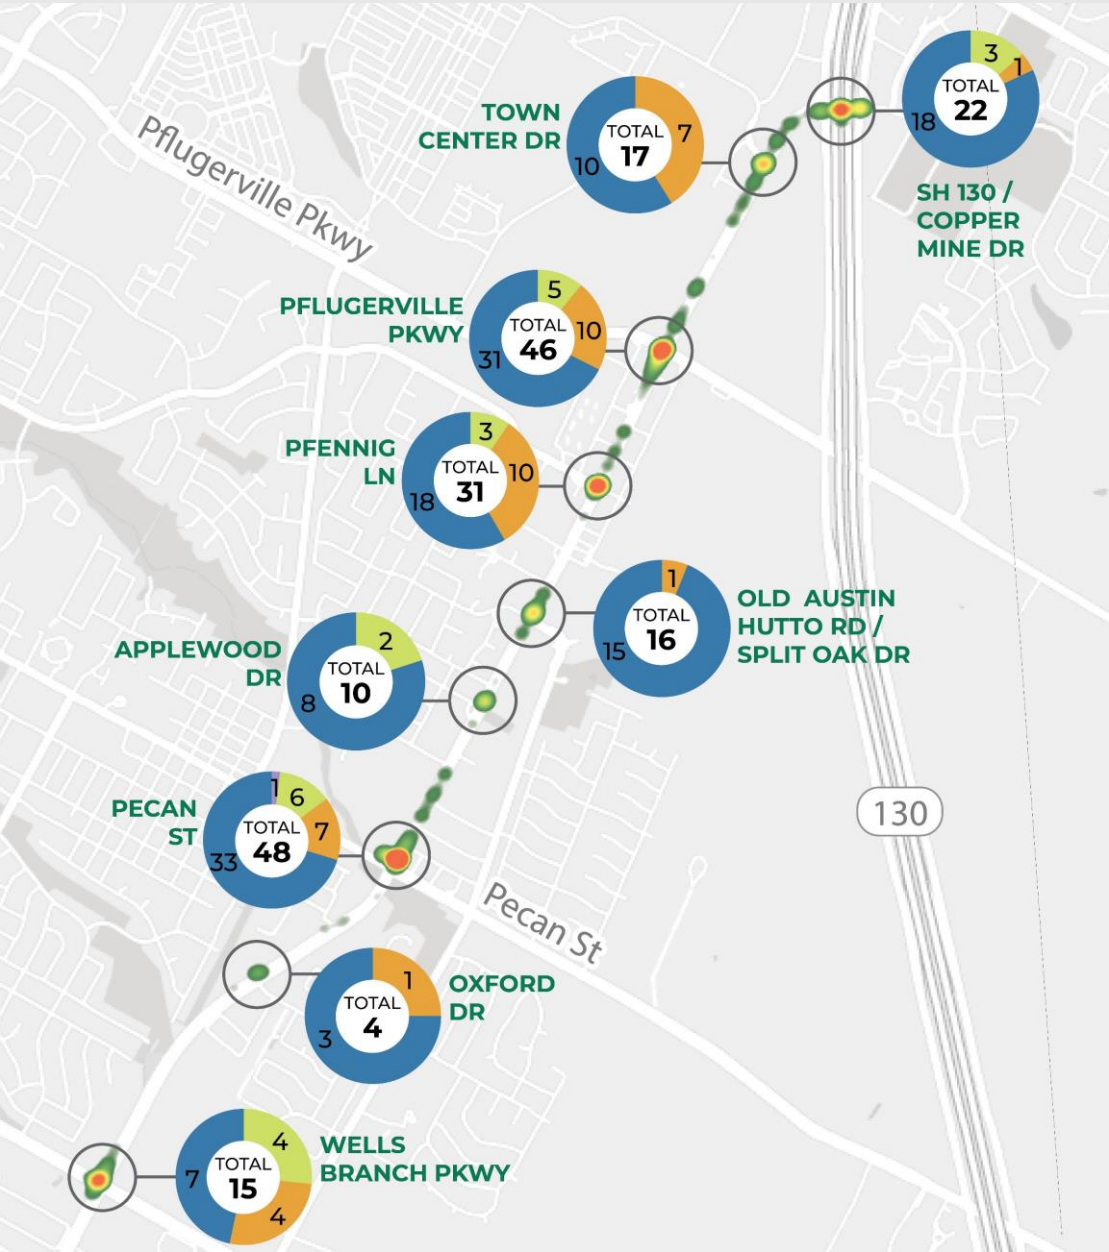 3
1
TOTAL
22
18
SH 130 /
COPPER
MINE DR
TOWN
CENTER DR
TOTAL
17
7
10
Pflugerville Pkwy
PFLUGERVILLE
PKWY
5
TOTAL
46
10
31
PFENNIG
LN
3
TOTAL
31
10
18
1
TOTAL
16
15
OLD AUSTIN
HUTTO RD /
SPLIT OAK DR
APPLEWOOD
DR
2
TOTAL
10
8
130
PECAN
ST
1
6
TOTAL
48
7
33
Pecan St
1
TOTAL
4
3
OXFORD
DR
4
TOTAL
15
7
4
WELLS
BRANCH PKWY